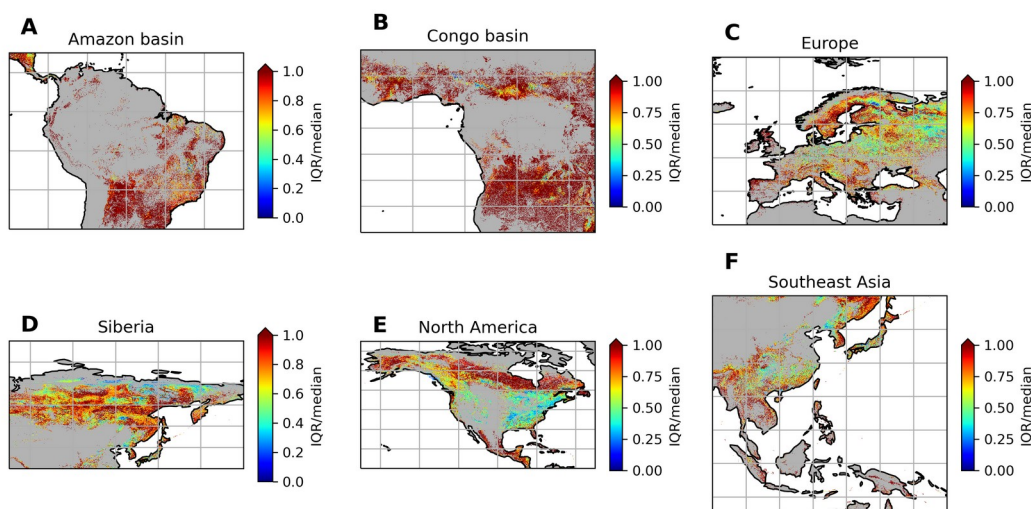 A
Amazon basin
1.0
0.8
0.6
0.4
0.2
0.0
IQR/median
B
Congo basin
1.00
0.75
0.50
0.25
0.00
IQR/median
C
Europe
1.00
0.75
0.50
0.25
0.00
IQR/median
D
Siberia
1.0
0.8
0.6
0.4
0.2
0.0
IQR/median
E
North America
1.00
0.75
0.50
0.25
0.00
IQR/median
F
Southeast Asia
1.00
0.75
0.50
0.25
0.00
IQR/median